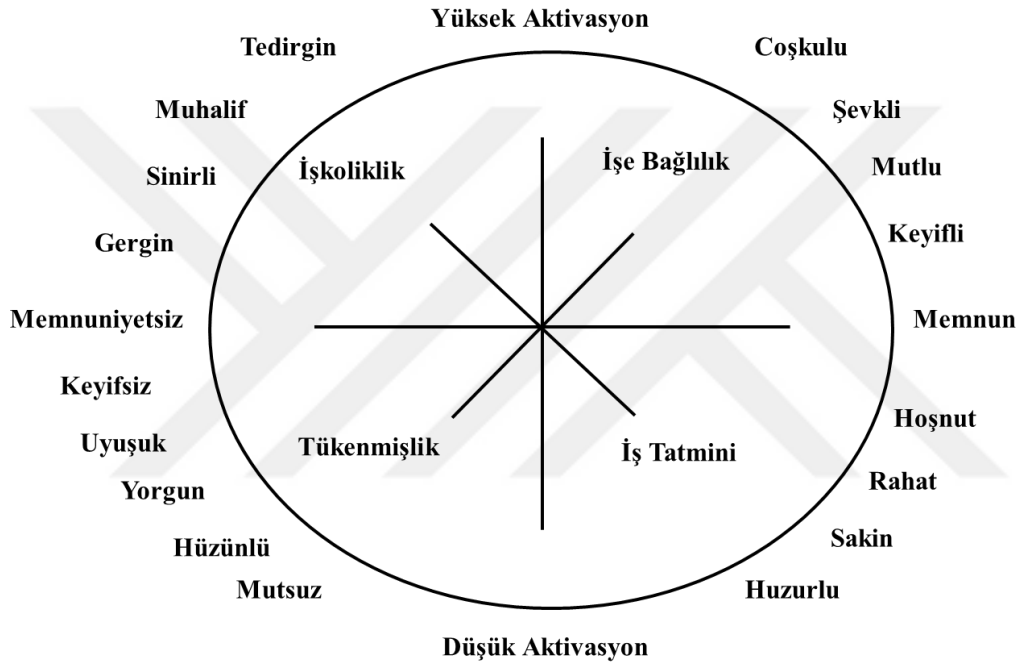 Yüksek Aktivasyon
Tedirgin
Coşkulu
Muhalif
Şevkli
Sinirli
İşkoliklik
İşe Bağlılık
Mutlu
Gergin
Keyifli
Memnuniyetsiz
Memnun
Keyifsiz
Hoşnut
Uyuşuk
Tükenmişlik
İş Tatmini
Rahat
Yorgun
Sakin
Hüzünlü
Mutsuz
Huzurlu
Düşük Aktivasyon